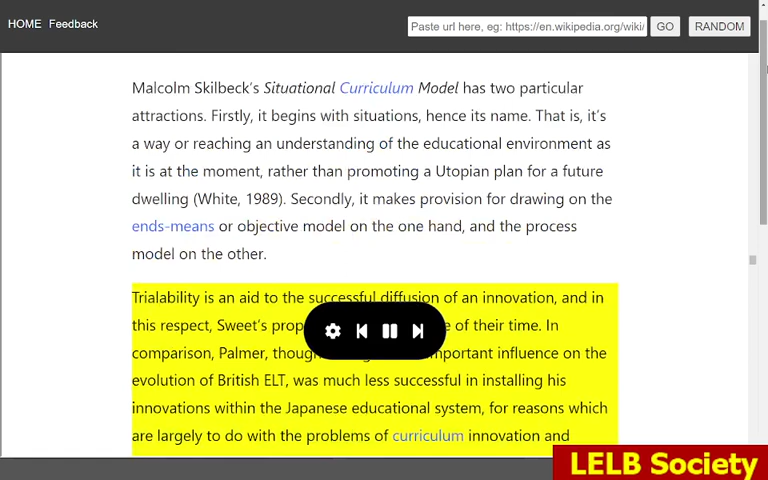 HOME Feedback
Paste url here, eg: https://en.wikipedia.org/wiki/
GO
RANDOM
Malcolm Skilbeck's Situational Curriculum Model has two particular
attractions. Firstly, it begins with situations, hence its name. That is, it's
a way or reaching an understanding of the educational environment as
it is at the moment, rather than promoting a Utopian plan for a future
dwelling (White, 1989). Secondly, it makes provision for drawing on the
ends-means or objective model on the one hand, and the process
model on the other.
Trialability is an aid to the successful diffusion of an innovation, and in
this respect, Sweet's of their time. In
comparison, Palmer, important influence on the
evolution of British ELT, was much less successful in installing his
innovations within the Japanese educational system, for reasons which
are largely to do with the problems of curriculum innovation and
LELB Society